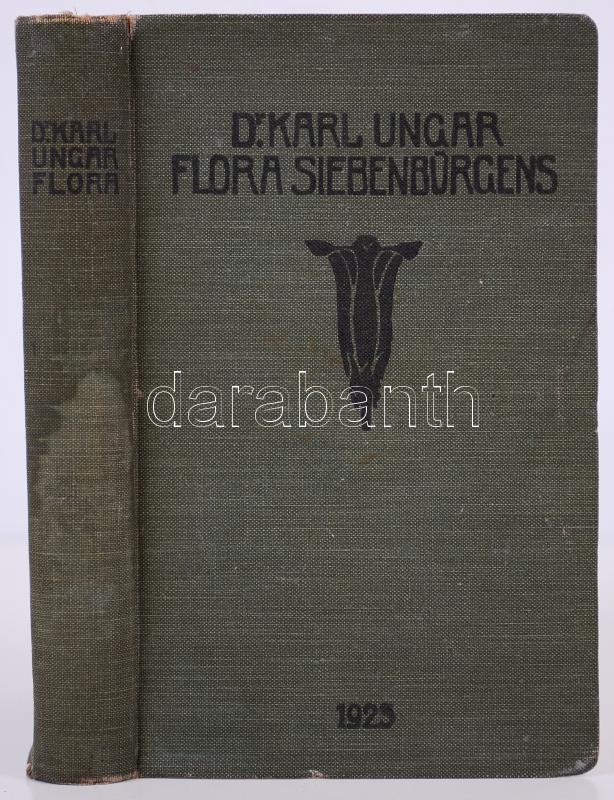 Dr. KARL
UNGAR
FLORA
Dr. KARL UNGAR
FLORA SIEBENBÜRGENS
darabanth
1925